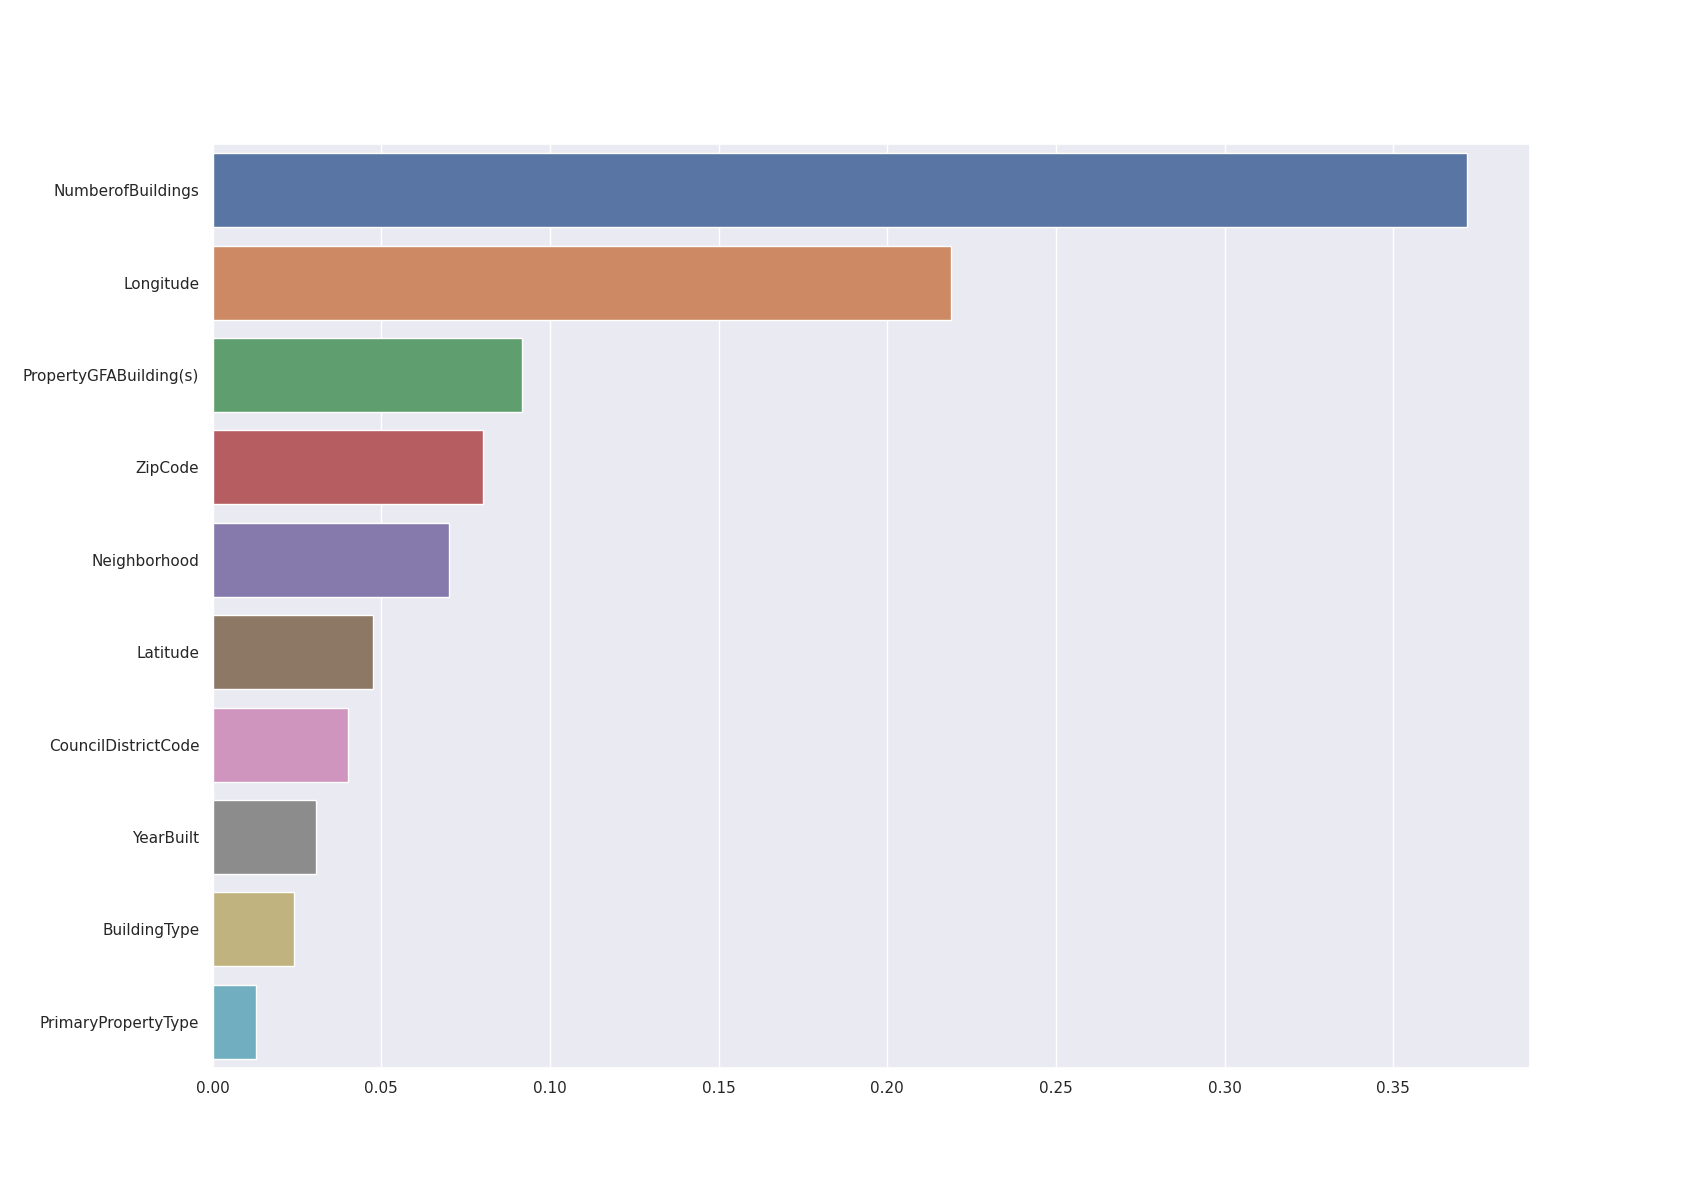 NumberofBuildings
Longitude
PropertyGFABuilding(s)
ZipCode
Neighborhood
Latitude
CouncilDistrictCode
YearBuilt
BuildingType
PrimaryPropertyType
0.00 0.05 0.10 0.15 0.20 0.25 0.30 0.35